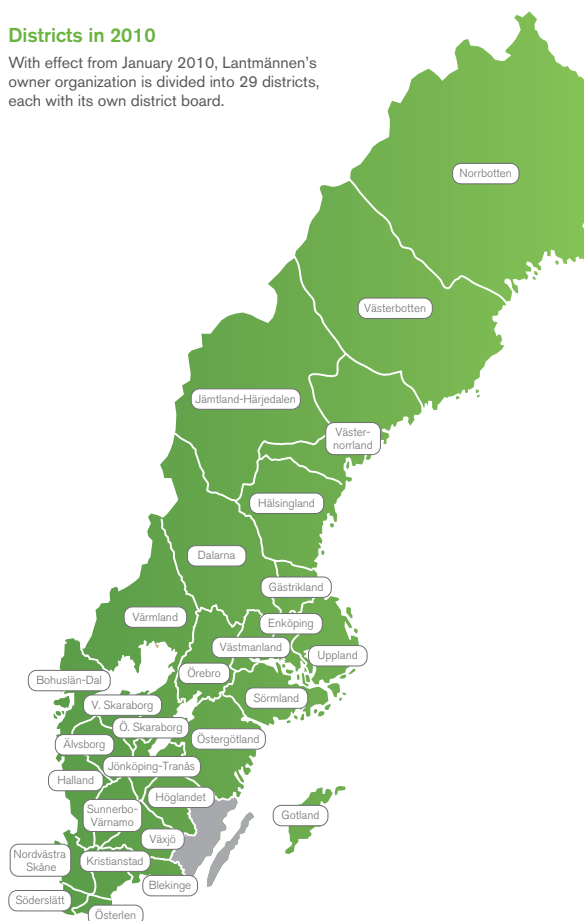 Districts in 2010
With effect from January 2010, Lantmännen's
owner organization is divided into 29 districts,
each with its own district board.
Norrbotten
Västerbotten
Jämtland-Härjedalen
Väster-
norrland
Hälsingland
Dalarna
Gästrikland
Värmland
Enköping
Västmanland
Uppland
Örebro
Bohuslän-Dal
Sörmland
V. Skaraborg
Ö. Skaraborg
Östergötland
Älvsborg
Jönköping-Tranås
Halland
Höglandet
Sunnerbo-
Värnamo
Gotland
Växjö
Nordvästra
Skåne
Kristianstad
Blekinge
Söderslätt
Österlen